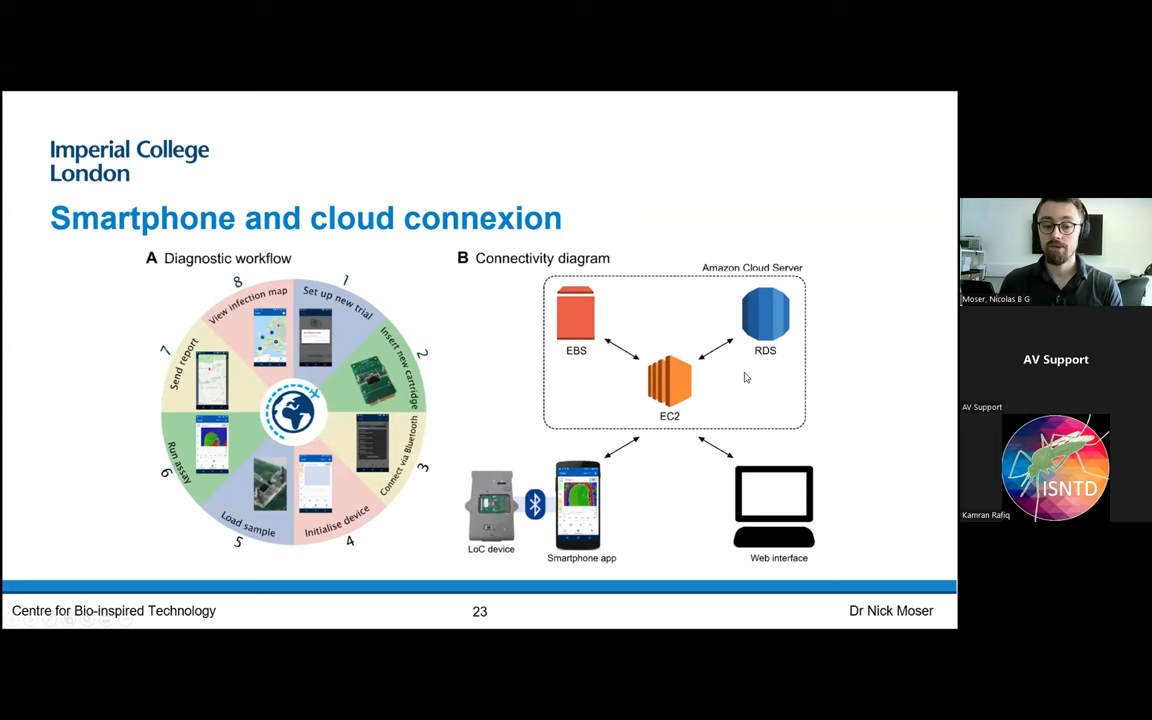 Imperial College
London
Smartphone and cloud connexion
A Diagnostic workflow
1
Set up new trial
2
Insert new cartridge
3
Connect via Bluetooth
4
Initialise device
5
Load sample
6
Run assay
7
Send report
8
View infection map
B Connectivity diagram
Amazon Cloud Server
EBS
RDS
EC2
LoC device
Smartphone app
Web interface
Centre for Bio-inspired Technology
23
Dr Nick Moser
Moser, Nicolas B G
AV Support
AV Support
ISNTD
Kamran Rafiq